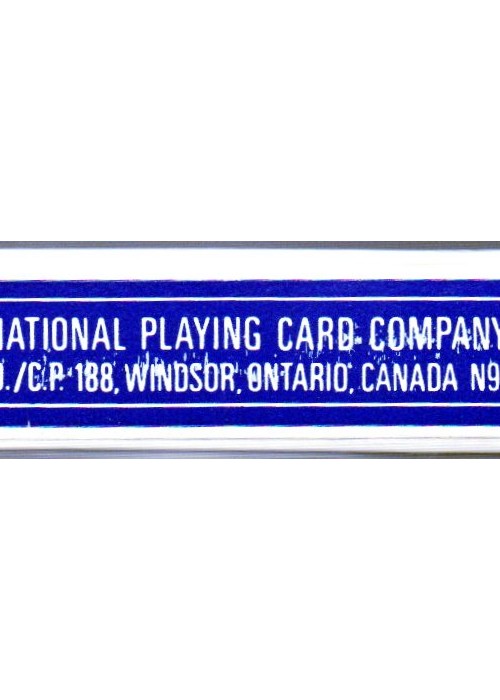 NATIONAL PLAYING CARD COMPANY
./C.P. 188, WINDSOR, ONTARIO, CANADA N9